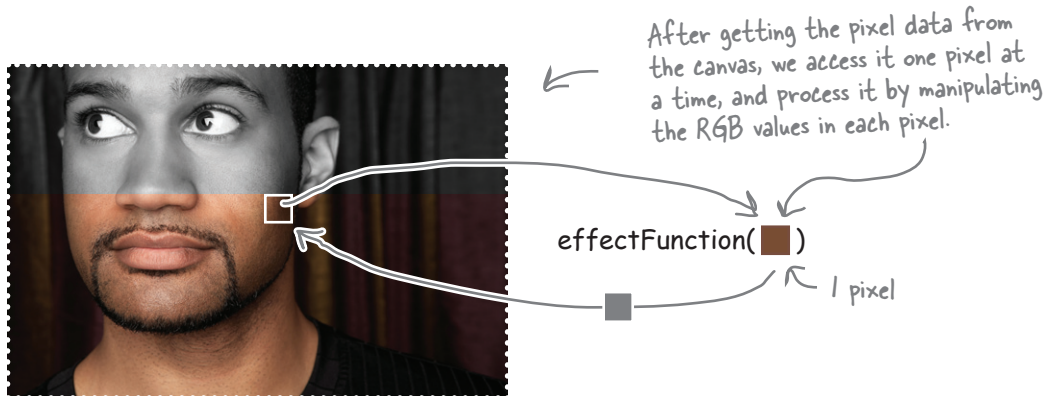 After getting the pixel data from
the canvas, we access it one pixel at
a time, and process it by manipulating
the RGB values in each pixel.
effectFunction( )
1 pixel